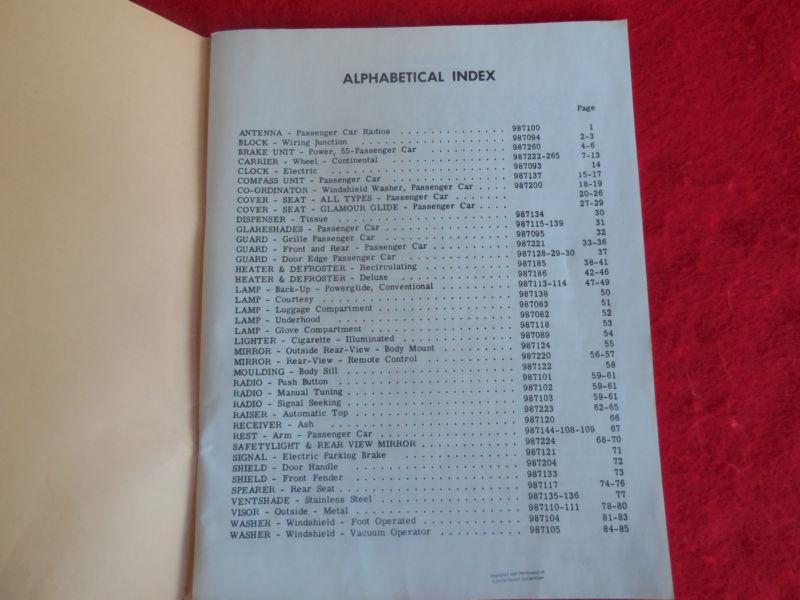 ALPHABETICAL INDEX
Page
ANTENNA - Passenger Car Radios . . . . . . . . . . . . . . . 987100 1
BLOCK - Wiring Junction . . . . . . . . . . . . . . . . . . 987094 2-3
BRAKE UNIT - Power, 55-Passenger Car . . . . . . . . . . . . 987260 4-6
CARRIER - Wheel - Continental . . . . . . . . . . . . . . . 987222-265 7-13
CLOCK - Electric . . . . . . . . . . . . . . . . . . . . . 987093 14
COMPASS UNIT - Passenger Car . . . . . . . . . . . . . . . 987137 15-17
CO-ORDINATOR - Windshield Washer, Passenger Car . . . . 987200 18-19
COVER - SEAT - ALL TYPES - Passenger Car . . . . . . . 20-26
COVER - SEAT - GLAMOUR GLIDE - Passenger Car . . . . 27-29
DISPENSER - Tissue . . . . . . . . . . . . . . . . . . . . 987134 30
GLARESHADES - Passenger Car . . . . . . . . . . . . . . . 987115-139 31
GUARD - Grille Passenger Car . . . . . . . . . . . . . . . 987095 32
GUARD - Front and Rear - Passenger Car . . . . . . . . . . 987221 33-36
GUARD - Door Edge Passenger Car . . . . . . . . . . . . . 987128-29-30 37
HEATER & DEFROSTER - Recirculating . . . . . . . . . . . . 987185 38-41
HEATER & DEFROSTER - Deluxe . . . . . . . . . . . . . . . 987186 42-46
LAMP - Back-Up - Powerglide, Conventional . . . . . . . . . 987113-114 47-49
LAMP - Courtesy . . . . . . . . . . . . . . . . . . . . . . 987138 50
LAMP - Luggage Compartment . . . . . . . . . . . . . . . . 987083 51
LAMP - Underhood . . . . . . . . . . . . . . . . . . . . . 987082 52
LAMP - Glove Compartment . . . . . . . . . . . . . . . . . 987118 53
LIGHTER - Cigarette - Illuminated . . . . . . . . . . . . . 987089 54
MIRROR - Outside Rear-View - Body Mount . . . . . . . . . . 987124 55
MIRROR - Rear-View - Remote Control . . . . . . . . . . . . 987220 56-57
MOULDING - Body Sill . . . . . . . . . . . . . . . . . . . 987122 58
RADIO - Push Button . . . . . . . . . . . . . . . . . . . . 987101 59-61
RADIO - Manual Tuning . . . . . . . . . . . . . . . . . . . 987102 59-61
RADIO - Signal Seeking . . . . . . . . . . . . . . . . . . 987103 59-61
RAISER - Automatic Top . . . . . . . . . . . . . . . . . . 987223 62-65
RECEIVER - Ash . . . . . . . . . . . . . . . . . . . . . . 987120 66
REST - Arm - Passenger Car . . . . . . . . . . . . . . . . 987144-108-109 67
SAFETYLIGHT & REAR VIEW MIRROR . . . . . . . . . . . . 987224 68-70
SIGNAL - Electric Parking Brake . . . . . . . . . . . . . . 987121 71
SHIELD - Door Handle . . . . . . . . . . . . . . . . . . . 987204 72
SHIELD - Front Fender . . . . . . . . . . . . . . . . . . . 987133 73
SPEARER - Rear Seat . . . . . . . . . . . . . . . . . . . . 987117 74-76
VENTSHADE - Stainless Steel . . . . . . . . . . . . . . . . 987135-136 77
VISOR - Outside - Metal . . . . . . . . . . . . . . . . . . 987110-111 78-80
WASHER - Windshield - Foot Operated . . . . . . . . . . . . 987104 81-83
WASHER - Windshield - Vacuum Operator . . . . . . . . . . 987105 84-85